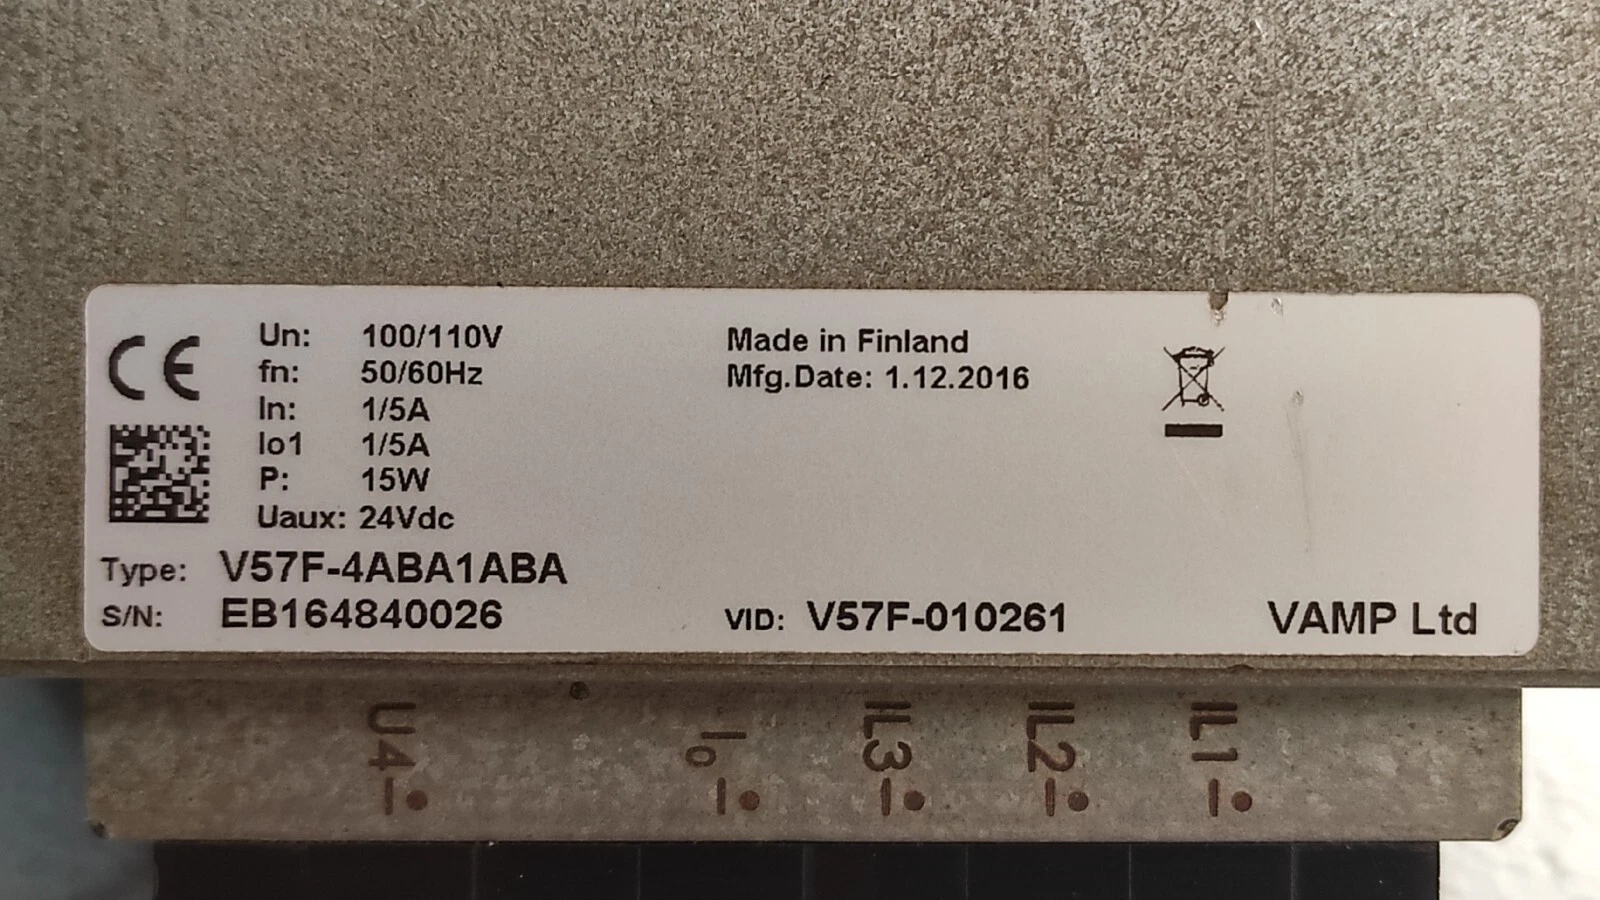 CE
Un: 100/110V
fn: 50/60Hz
In: 1/5A
Io1 1/5A
P: 15W
Uaux: 24Vdc
Made in Finland
Mfg.Date: 1.12.2016
Type: V57F-4ABA1ABA
S/N: EB164840026
VID: V57F-010261
VAMP Ltd
U4
I0
IL3
IL2
IL1